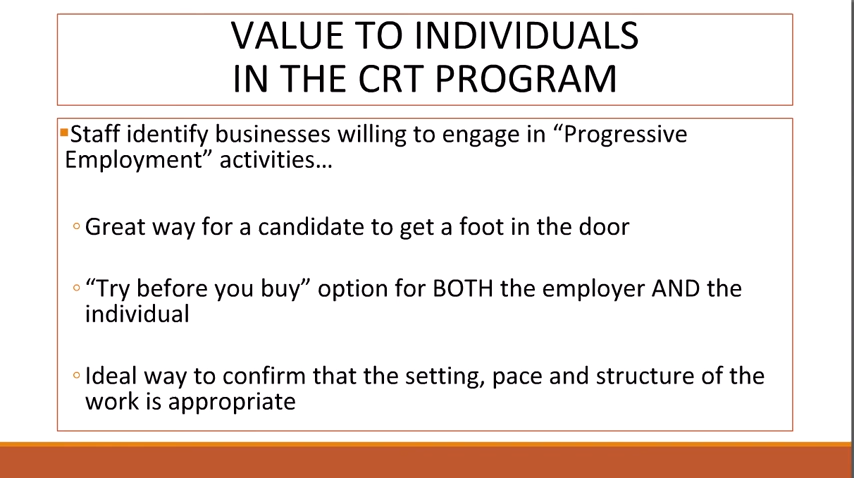 VALUE TO INDIVIDUALS
IN THE CRT PROGRAM
▪Staff identify businesses willing to engage in “Progressive
Employment” activities…
◦Great way for a candidate to get a foot in the door
◦“Try before you buy” option for BOTH the employer AND the
individual
◦Ideal way to confirm that the setting, pace and structure of the
work is appropriate